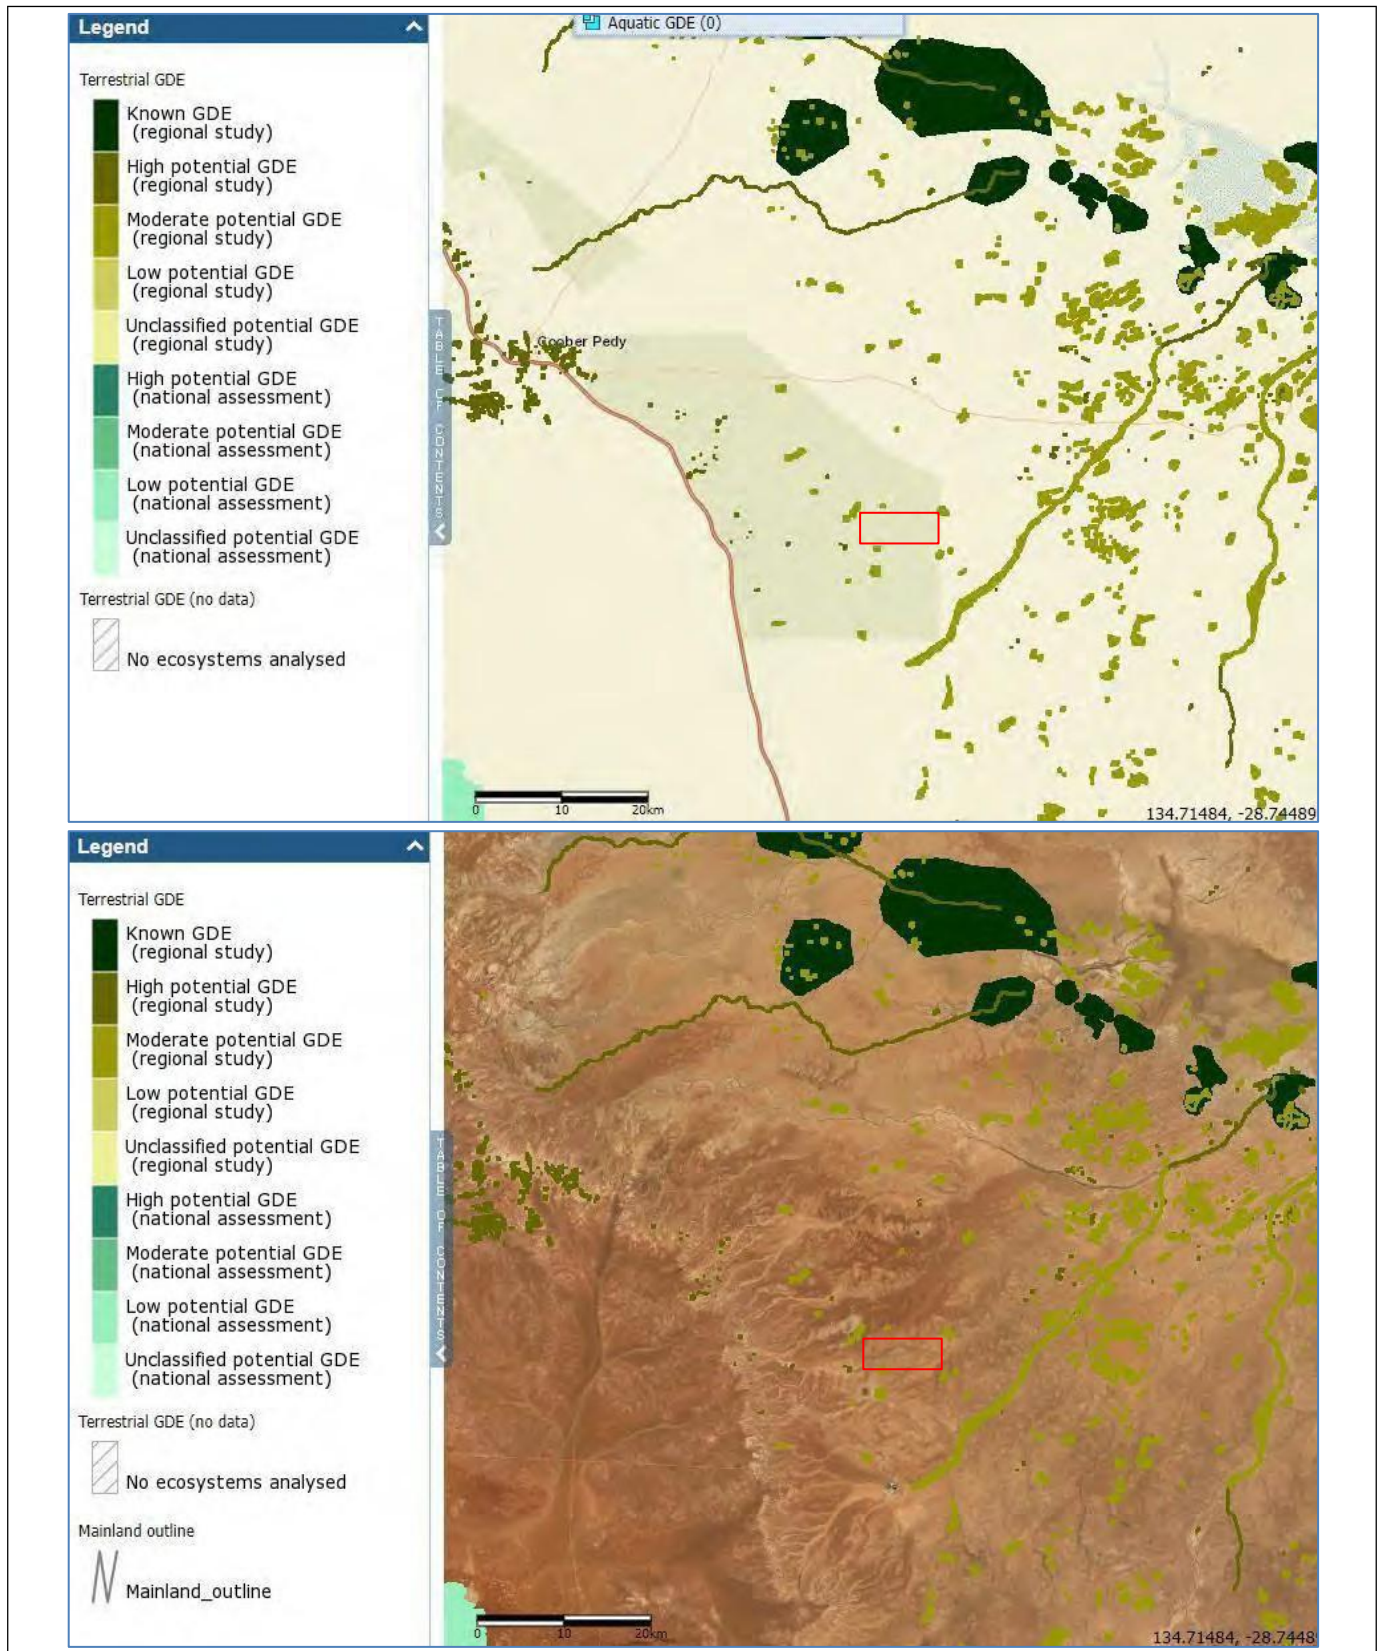 Legend
Aquatic GDE (0)
Terrestrial GDE
Known GDE
(regional study)
High potential GDE
(regional study)
Moderate potential GDE
(regional study)
Low potential GDE
(regional study)
Unclassified potential GDE
(regional study)
High potential GDE
(national assessment)
Moderate potential GDE
(national assessment)
Low potential GDE
(national assessment)
Unclassified potential GDE
(national assessment)
Terrestrial GDE (no data)
No ecosystems analysed
TABLE OF CONTENTS
Coober Pedy
0 10 20km
134.71484, -28.74489
Legend
Terrestrial GDE
Known GDE
(regional study)
High potential GDE
(regional study)
Moderate potential GDE
(regional study)
Low potential GDE
(regional study)
Unclassified potential GDE
(regional study)
High potential GDE
(national assessment)
Moderate potential GDE
(national assessment)
Low potential GDE
(national assessment)
Unclassified potential GDE
(national assessment)
Terrestrial GDE (no data)
No ecosystems analysed
Mainland outline
Mainland_outline
TABLE OF CONTENTS
0 10 20km
134.71484, -28.7448